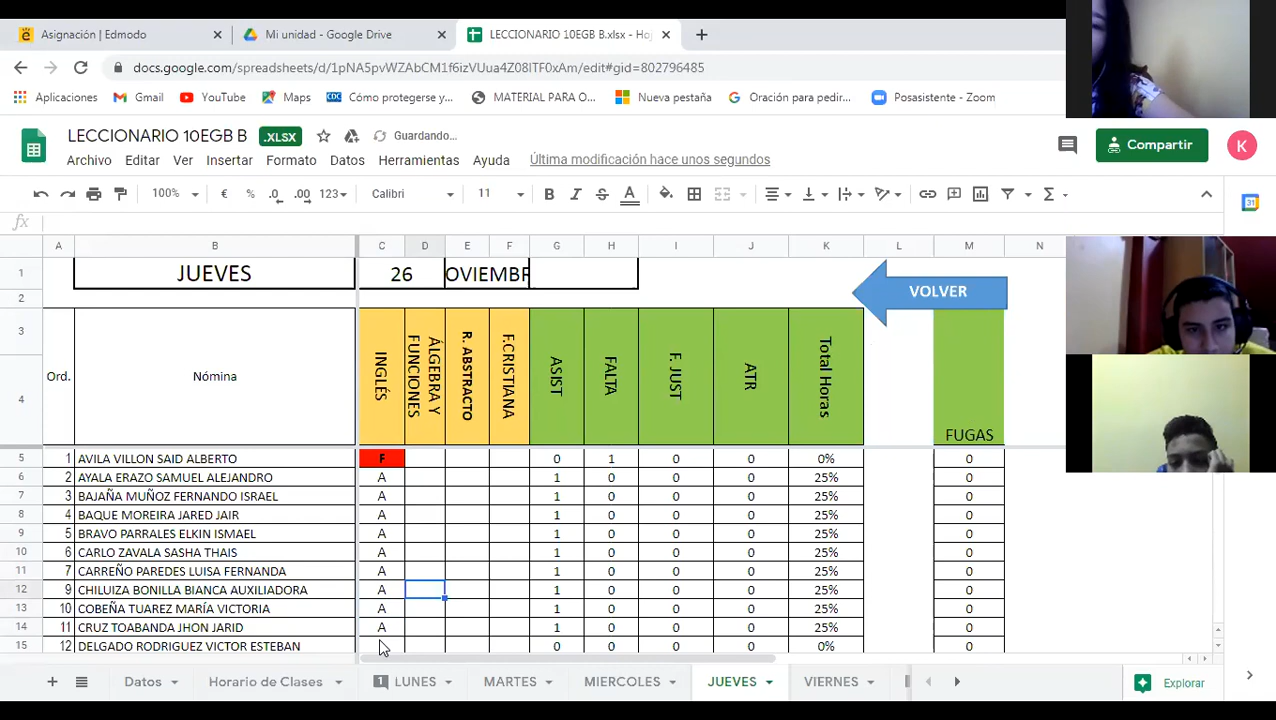 Asignación | Edmodo
Mi unidad - Google Drive
LECCIONARIO 10EGB B.xlsx - Hoj
docs.google.com/spreadsheets/d/1pNA5pvWZAbCM1f6izVUua4Z08ITF0xAm/edit#gid=802796485
Aplicaciones Gmail YouTube Maps Cómo protegerse y... MATERIAL PARA O... Nueva pestaña Oración para pedir... Posasistente - Zoom
LECCIONARIO 10EGB B .XLSX Guardando...
Compartir K
Archivo Editar Ver Insertar Formato Datos Herramientas Ayuda Última modificación hace unos segundos
100% € % .0 .00 123 Calibri 11 B I S A Σ
31
fx
A B C D E F G H I J K L M N
1 JUEVES 26 OVIEMBR
VOLVER
2
3
4
Ord. Nómina INGLÉS ÁLGEBRA Y FUNCIONES R. ABSTRACTO F.CRISTIANA ASIST FALTA F. JUST ATR Total Horas FUGAS
5 1 AVILA VILLON SAID ALBERTO F 0 1 0 0 0% 0
6 2 AYALA ERAZO SAMUEL ALEJANDRO A 1 0 0 0 25% 0
7 3 BAJAÑA MUÑOZ FERNANDO ISRAEL A 1 0 0 0 25% 0
8 4 BAQUE MOREIRA JARED JAIR A 1 0 0 0 25% 0
9 5 BRAVO PARRALES ELKIN ISMAEL A 1 0 0 0 25% 0
10 6 CARLO ZAVALA SASHA THAIS A 1 0 0 0 25% 0
11 7 CARREÑO PAREDES LUISA FERNANDA A 1 0 0 0 25% 0
12 9 CHILUIZA BONILLA BIANCA AUXILIADORA A 1 0 0 0 25% 0
13 10 COBEÑA TUAREZ MARÍA VICTORIA A 1 0 0 0 25% 0
14 11 CRUZ TOABANDA JHON JARID A 1 0 0 0 25% 0
15 12 DELGADO RODRIGUEZ VICTOR ESTEBAN 0 0 0 0 0% 0
Datos Horario de Clases 1 LUNES MARTES MIERCOLES JUEVES VIERNES Explorar